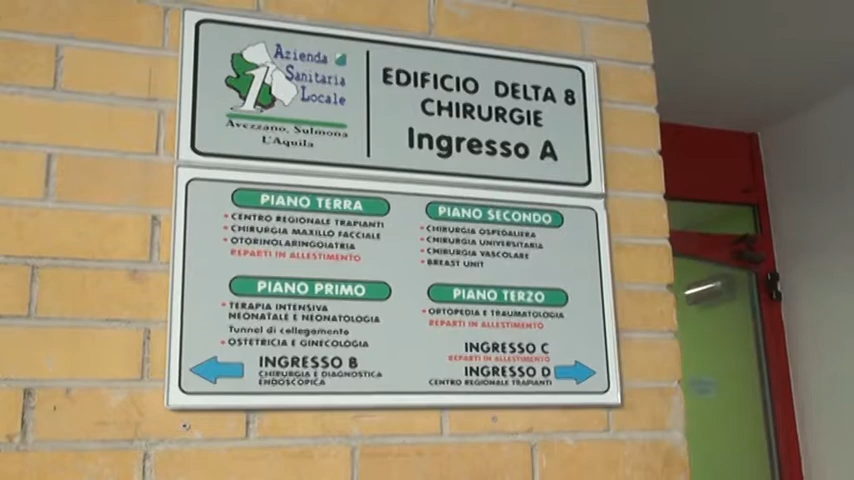 Azienda
Sanitaria
Locale
1
Avezzano, Sulmona
L'Aquila
EDIFICIO DELTA 8
CHIRURGIE
Ingresso A
PIANO TERRA
CENTRO REGIONALE TRAPIANTI
CHIRURGIA MAXILLO FACCIALE
OTORINOLARINGOIATRIA
REPARTI IN ALLESTIMENTO
PIANO PRIMO
TERAPIA INTENSIVA
NEONATALE E NEONATOLOGIA
Tunnel di collegamento
OSTETRICIA E GINECOLOGIA
INGRESSO B
CHIRURGIA E DIAGNOSTICA
ENDOSCOPICA
PIANO SECONDO
CHIRURGIA OSPEDALIERA
CHIRURGIA UNIVERSITARIA
CHIRURGIA VASCOLARE
BREAST UNIT
PIANO TERZO
ORTOPEDIA E TRAUMATOLOGIA
REPARTI IN ALLESTIMENTO
INGRESSO C
REPARTI IN ALLESTIMENTO
INGRESSO D
CENTRO REGIONALE TRAPIANTI